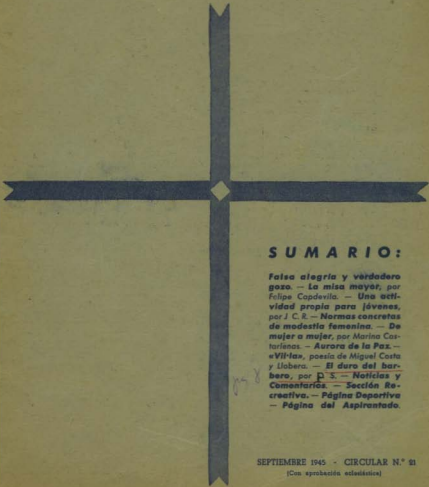 SUMARIO:
Falsa alegría y verdadero
gozo. — La misa mayor, por
Felipe Capdevila. — Una acti-
vidad propia para jóvenes,
por J. C. R. — Normas concretas
de modestia femenina. — De
mujer a mujer, por Marina Cas-
tarlenas. — Aurora de la Paz. —
«Vil·la», poesía de Miguel Costa
y Llobera. — El duro del bar-
bero, por D. S. — Noticias y
Comentarios. — Sección Re-
creativa. — Página Deportiva
— Página del Aspirantado.
SEPTIEMBRE 1945 - CIRCULAR N.º 21
(Con aprobación eclesiástica)